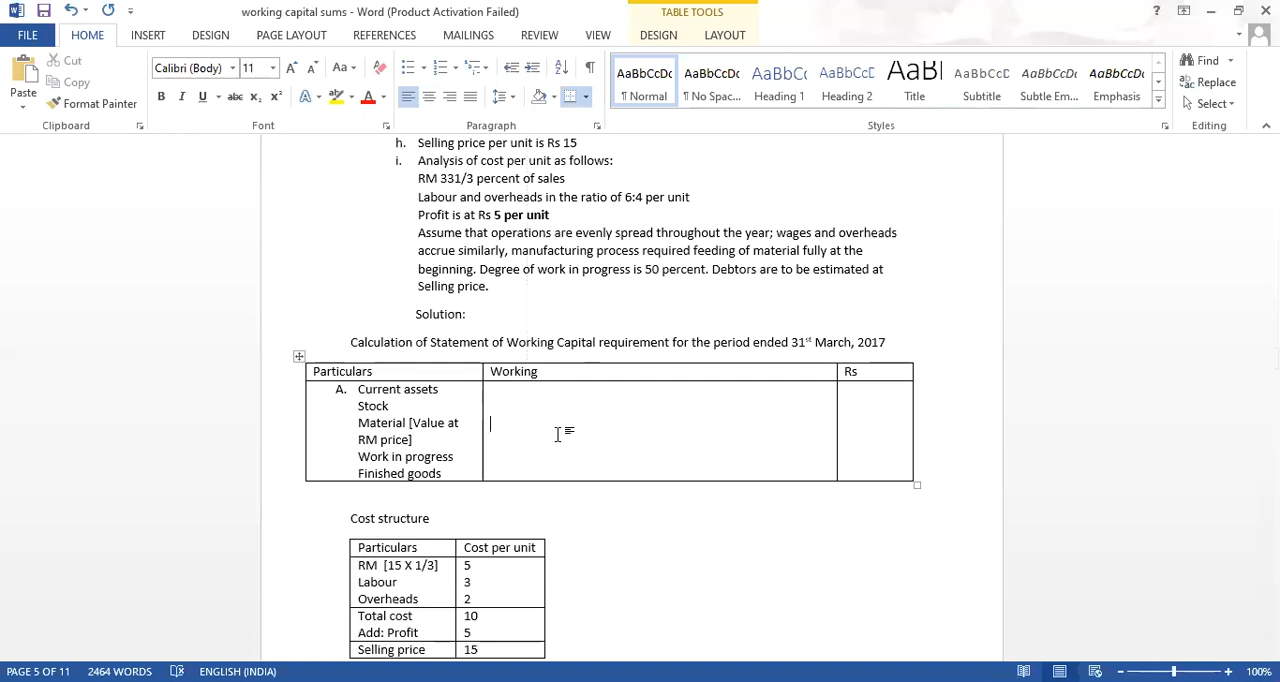 working capital sums - Word (Product Activation Failed)
TABLE TOOLS
FILE HOME INSERT DESIGN PAGE LAYOUT REFERENCES MAILINGS REVIEW VIEW DESIGN LAYOUT
Paste
Cut
Copy
Format Painter
Clipboard
Calibri (Body) 11
Font
Paragraph
AaBbCcDc AaBbCcDc AaBbCc AaBbCcD AaBl AaBbCcD AaBbCcDc AaBbCcDc
¶ Normal ¶ No Spac... Heading 1 Heading 2 Title Subtitle Subtle Em... Emphasis
Styles
Find
Replace
Select
Editing
h. Selling price per unit is Rs 15
i. Analysis of cost per unit as follows:
RM 331/3 percent of sales
Labour and overheads in the ratio of 6:4 per unit
Profit is at Rs 5 per unit
Assume that operations are evenly spread throughout the year; wages and overheads
accrue similarly, manufacturing process required feeding of material fully at the
beginning. Degree of work in progress is 50 percent. Debtors are to be estimated at
Selling price.
Solution:
Calculation of Statement of Working Capital requirement for the period ended 31st March, 2017
Particulars Working Rs
A. Current assets
Stock
Material [Value at
RM price]
Work in progress
Finished goods
Cost structure
Particulars Cost per unit
RM [15 X 1/3] 5
Labour 3
Overheads 2
Total cost 10
Add: Profit 5
Selling price 15
PAGE 5 OF 11 2464 WORDS ENGLISH (INDIA) 100%